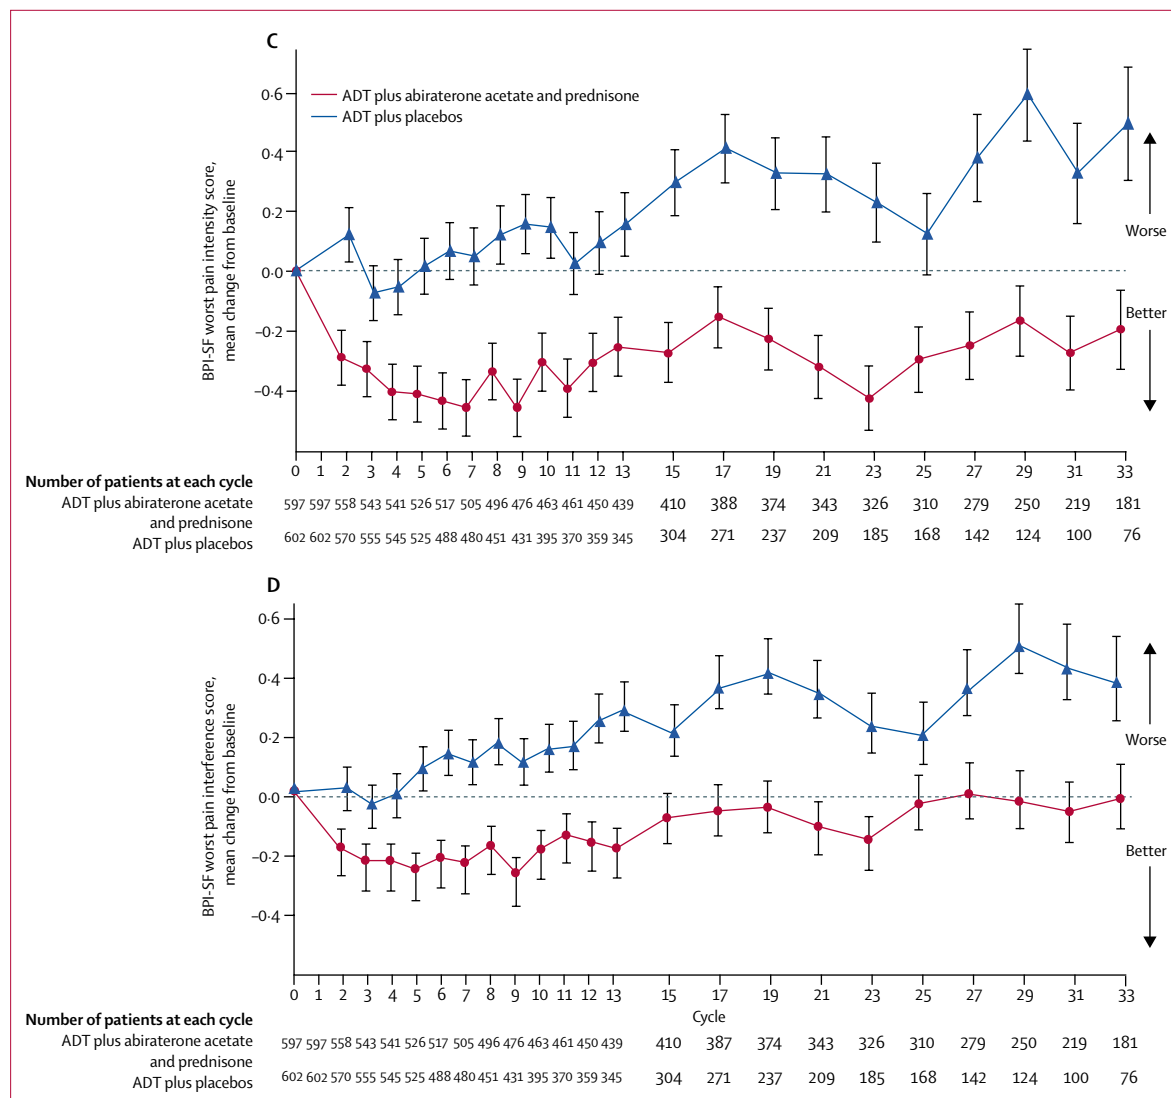 C
ADT plus abiraterone acetate and prednisone
ADT plus placebos
BPI-SF worst pain intensity score,
mean change from baseline
0·6
0·4
0·2
0·0
–0·2
–0·4
Worse
Better
0 1 2 3 4 5 6 7 8 9 10 11 12 13 15 17 19 21 23 25 27 29 31 33
Number of patients at each cycle
ADT plus abiraterone acetate and prednisone
597 597 558 543 541 526 517 505 496 476 463 461 450 439 410 388 374 343 326 310 279 250 219 181
ADT plus placebos
602 602 570 555 545 525 488 480 451 431 395 370 359 345 304 271 237 209 185 168 142 124 100 76
D
BPI-SF worst pain interference score,
mean change from baseline
0·6
0·4
0·2
0·0
–0·2
–0·4
Worse
Better
0 1 2 3 4 5 6 7 8 9 10 11 12 13 15 17 19 21 23 25 27 29 31 33
Cycle
Number of patients at each cycle
ADT plus abiraterone acetate and prednisone
597 597 558 543 541 526 517 505 496 476 463 461 450 439 410 387 374 343 326 310 279 250 219 181
ADT plus placebos
602 602 570 555 545 525 488 480 451 431 395 370 359 345 304 271 237 209 185 168 142 124 100 76